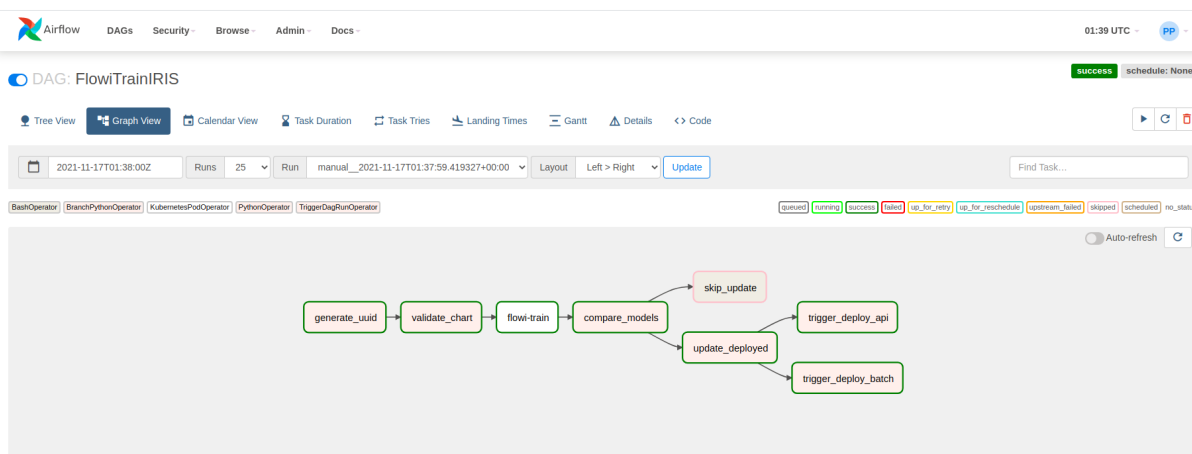 Airflow DAGs Security Browse Admin Docs 01:39 UTC PP
success schedule: None
DAG: FlowiTrainIRIS
Tree View Graph View Calendar View Task Duration Task Tries Landing Times Gantt Details <> Code
2021-11-17T01:38:00Z Runs 25 Run manual__2021-11-17T01:37:59.419327+00:00 Layout Left > Right Update Find Task...
BashOperator BranchPythonOperator KubernetesPodOperator PythonOperator TriggerDagRunOperator queued running success failed up_for_retry up_for_reschedule upstream_failed skipped scheduled no_statu
Auto-refresh
skip_update
generate_uuid validate_chart flowi-train compare_models trigger_deploy_api
update_deployed
trigger_deploy_batch